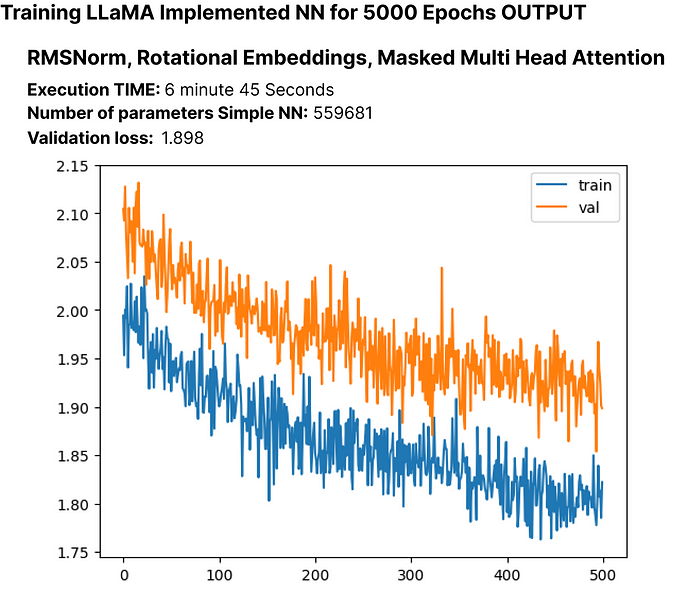 Training LLaMA Implemented NN for 5000 Epochs OUTPUT
RMSNorm, Rotational Embeddings, Masked Multi Head Attention
Execution TIME: 6 minute 45 Seconds
Number of parameters Simple NN: 559681
Validation loss: 1.898
2.15
2.10
2.05
2.00
1.95
1.90
1.85
1.80
1.75
train
val
0 100 200 300 400 500